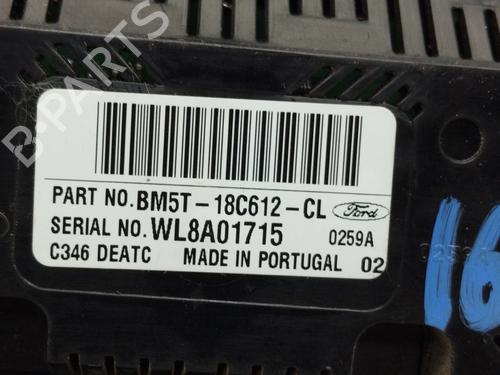 B-PARTS
PART NO. BM5T-18C612-CL Ford
SERIAL NO. WL8A01715 0259A
C346 DEATC MADE IN PORTUGAL 02
16